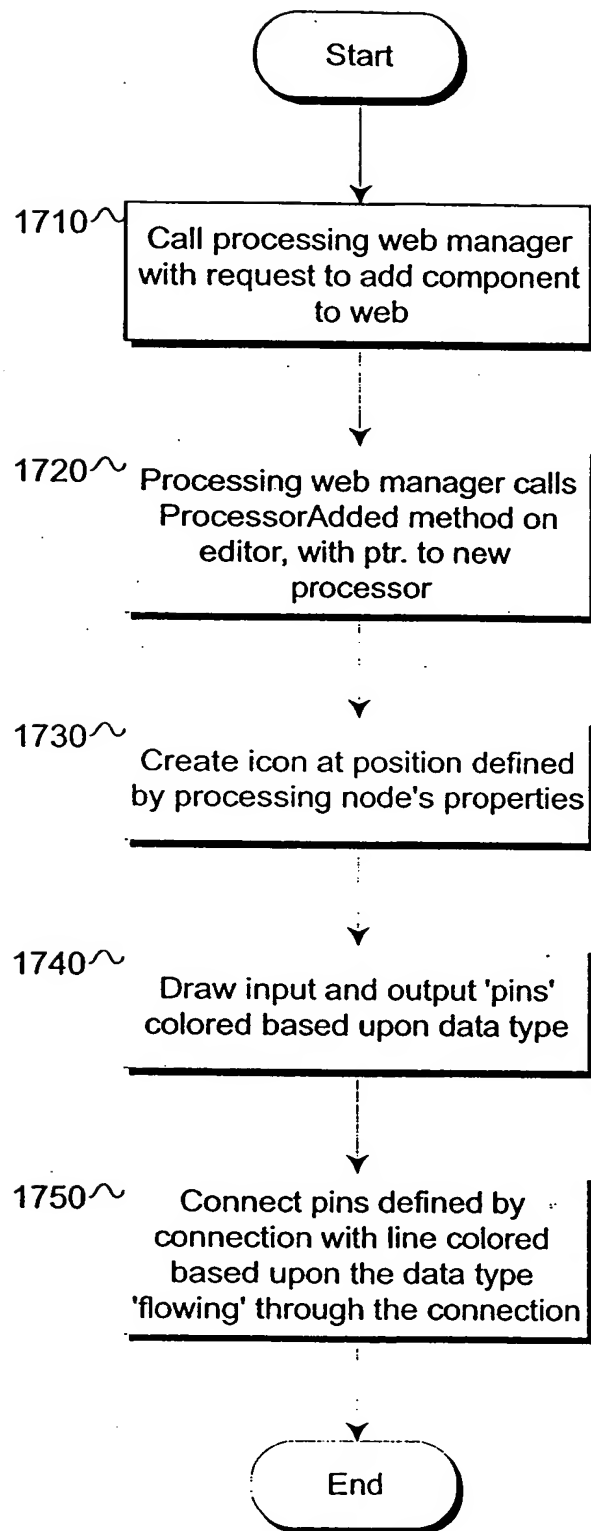 Start
1710
Call processing web manager
with request to add component
to web
1720
Processing web manager calls
ProcessorAdded method on
editor, with ptr. to new
processor
1730
Create icon at position defined
by processing node's properties
1740
Draw input and output 'pins'
colored based upon data type
1750
Connect pins defined by
connection with line colored
based upon the data type
'flowing' through the connection
End